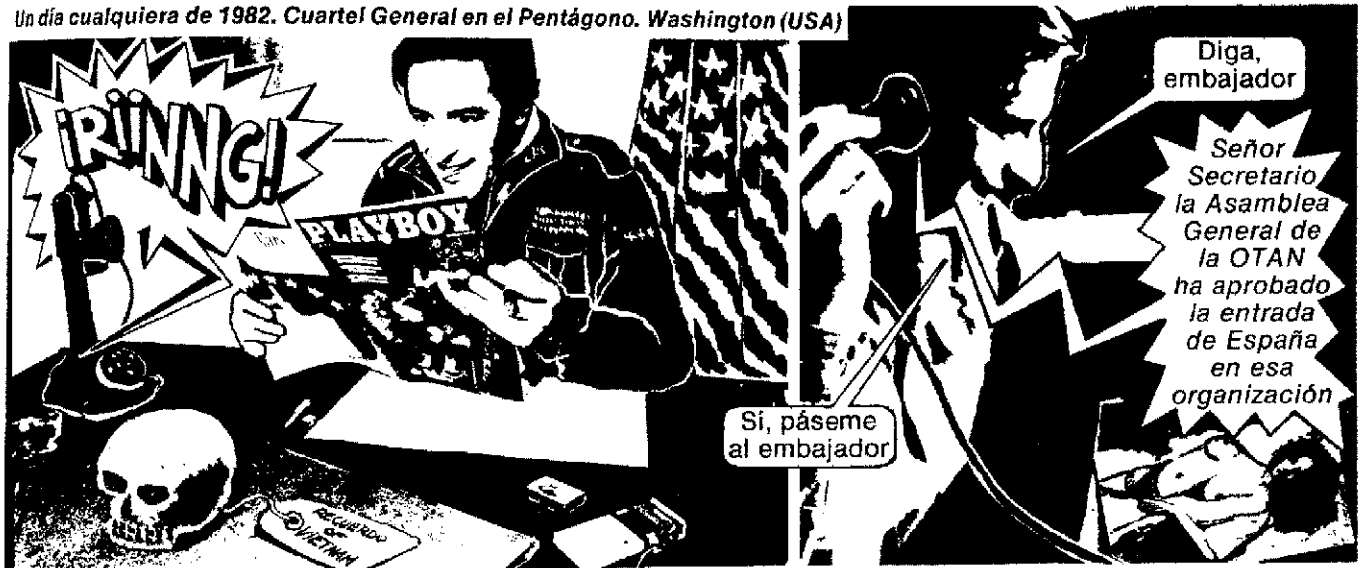 Un día cualquiera de 1982. Cuartel General en el Pentágono. Washington (USA)
¡RIINNG!
PLAYBOY
RECUERDO
OF
VIETNAM
Sí, páseme
al embajador
Diga,
embajador
Señor
Secretario
la Asamblea
General de
la OTAN
ha aprobado
la entrada
de España
en esa
organización